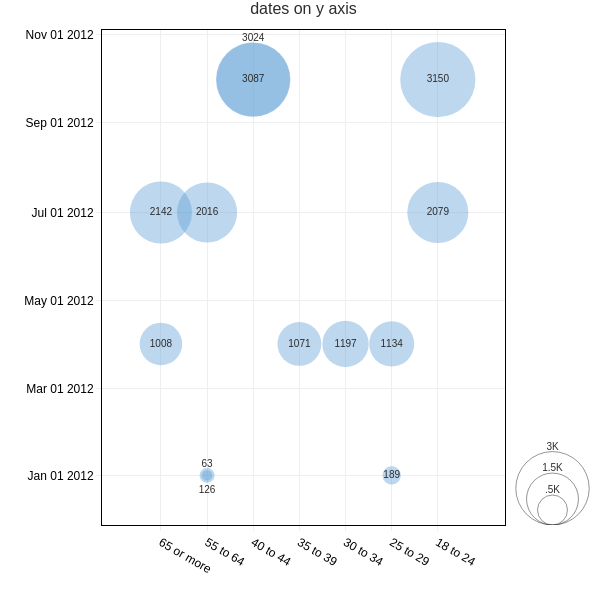 dates on y axis
Nov 01 2012
3024
3087
3150
Sep 01 2012
Jul 01 2012
2142
2016
2079
May 01 2012
1008
1071
1197
1134
Mar 01 2012
Jan 01 2012
63
126
189
3K
1.5K
.5K
65 or more
55 to 64
40 to 44
35 to 39
30 to 34
25 to 29
18 to 24